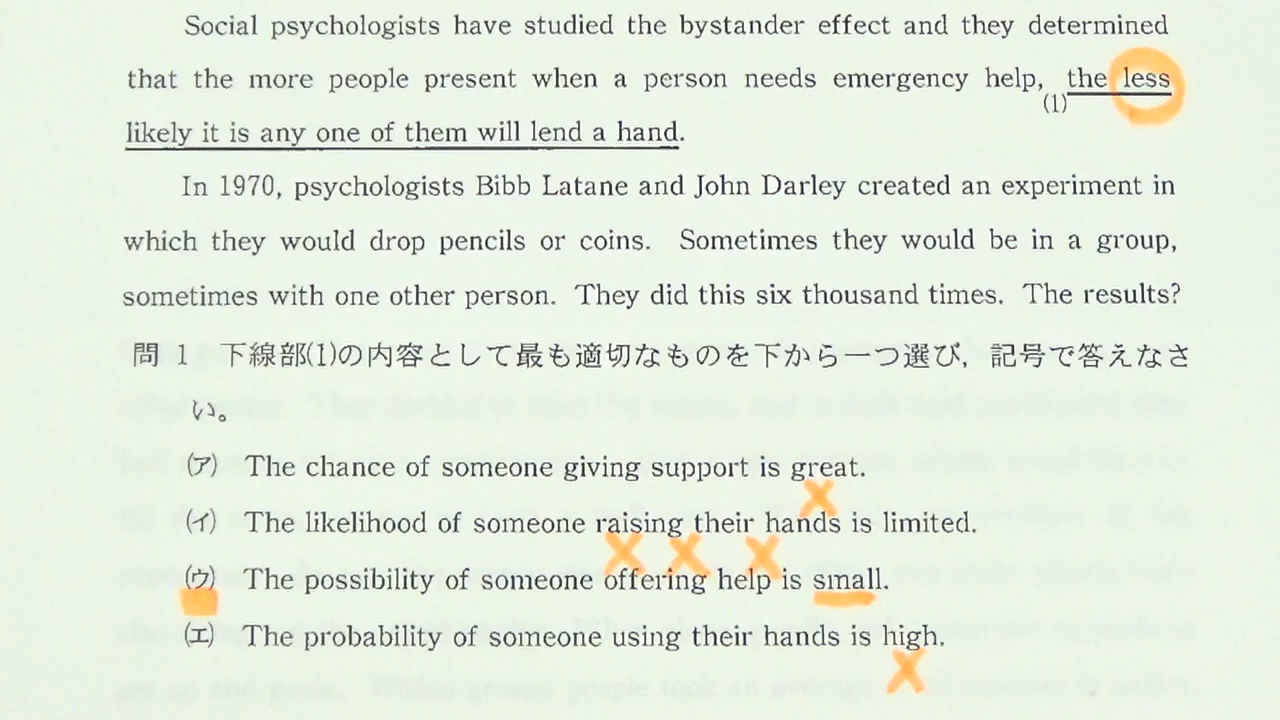 Social psychologists have studied the bystander effect and they determined
that the more people present when a person needs emergency help, the less
(1)
likely it is any one of them will lend a hand.
In 1970, psychologists Bibb Latane and John Darley created an experiment in
which they would drop pencils or coins. Sometimes they would be in a group,
sometimes with one other person. They did this six thousand times. The results?
問1 下線部(1)の内容として最も適切なものを下から一つ選び，記号で答えなさ
い。
(ア) The chance of someone giving support is great.
(イ) The likelihood of someone raising their hands is limited.
(ウ) The possibility of someone offering help is small.
(エ) The probability of someone using their hands is high.